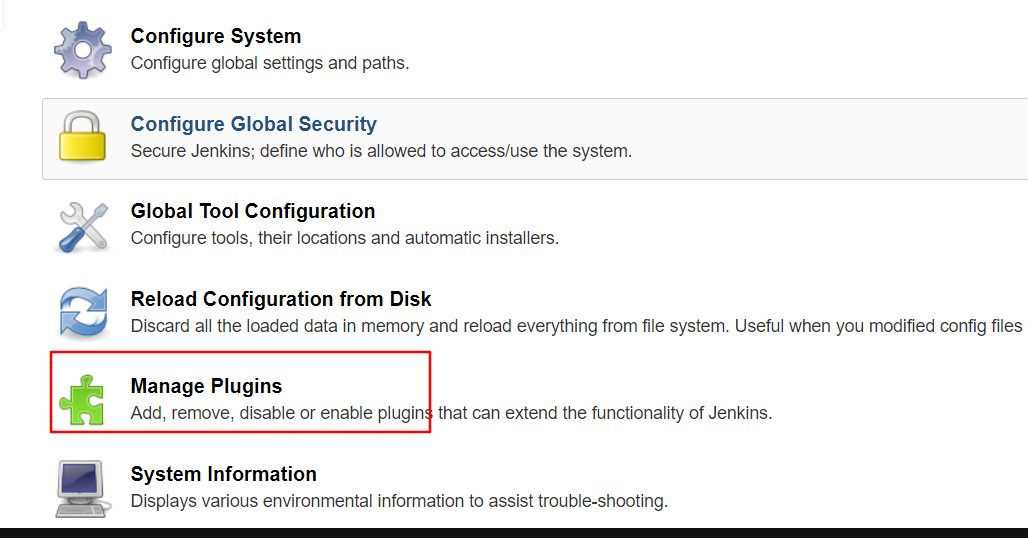 Configure System
Configure global settings and paths.
Configure Global Security
Secure Jenkins; define who is allowed to access/use the system.
Global Tool Configuration
Configure tools, their locations and automatic installers.
Reload Configuration from Disk
Discard all the loaded data in memory and reload everything from file system. Useful when you modified config files
Manage Plugins
Add, remove, disable or enable plugins that can extend the functionality of Jenkins.
System Information
Displays various environmental information to assist trouble-shooting.